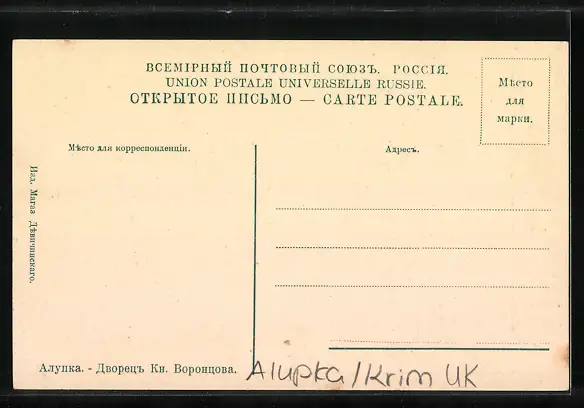 ВСЕМІРНЫЙ ПОЧТОВЫЙ СОЮЗЪ. РОССІЯ.
UNION POSTALE UNIVERSELLE RUSSIE.
ОТКРЫТОЕ ПИСЬМО — CARTE POSTALE.
Мѣсто
для
марки.
Мѣсто для корреспонденціи.
Адресъ.
Изд. Магаз Дѣвичинскаго.
Алупка. - Дворецъ Кн. Воронцова.
Alupka/Krim UK